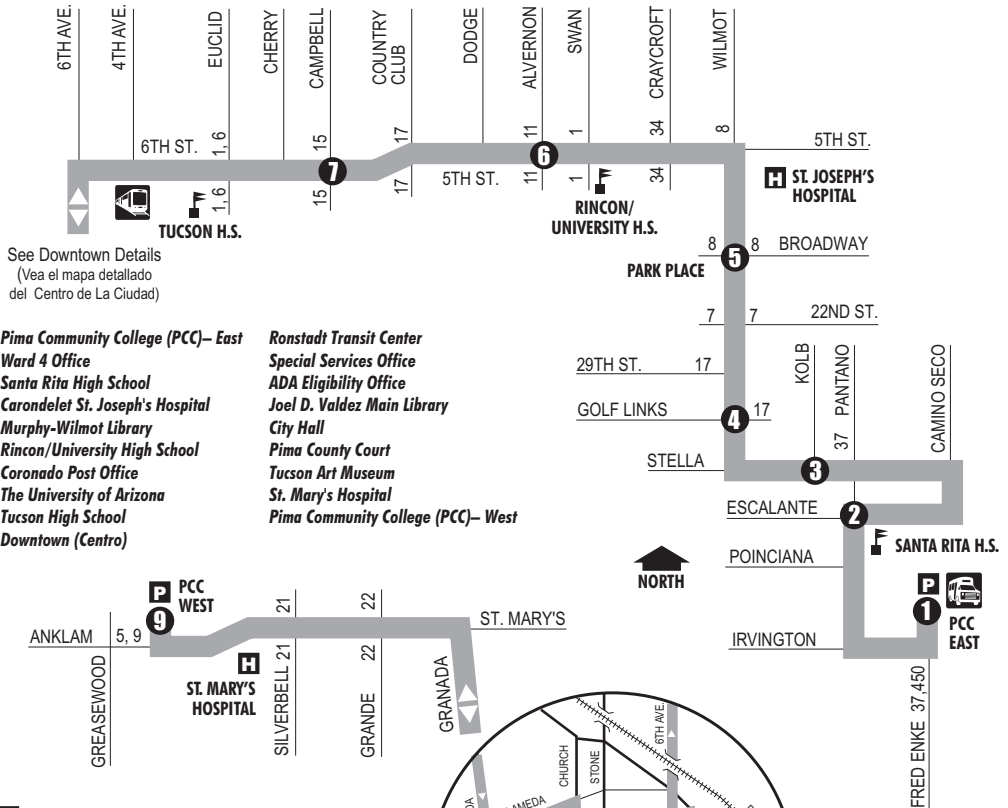 6TH AVE.
4TH AVE.
EUCLID
CHERRY
CAMPBELL
COUNTRY
CLUB
DODGE
ALVERNON
SWAN
CRAYCROFT
WILMOT
6TH ST.
1, 6
15
17
11
1
34
8
5TH ST.
7
6
5TH ST.
1, 6
15
17
11
1
34
H ST. JOSEPH'S
HOSPITAL
TUCSON H.S.
RINCON/
UNIVERSITY H.S.
See Downtown Details
(Vea el mapa detallado
del Centro de La Ciudad)
8 5 8 BROADWAY
PARK PLACE
7 7 22ND ST.
29TH ST. 17
KOLB
37 PANTANO
CAMINO SECO
GOLF LINKS 4 17
STELLA 3
ESCALANTE 2
SANTA RITA H.S.
POINCIANA
P
1
PCC
EAST
IRVINGTON
FRED ENKE 37,450
NORTH
Pima Community College (PCC)– East
Ward 4 Office
Santa Rita High School
Carondelet St. Joseph's Hospital
Murphy-Wilmot Library
Rincon/University High School
Coronado Post Office
The University of Arizona
Tucson High School
Downtown (Centro)
Ronstadt Transit Center
Special Services Office
ADA Eligibility Office
Joel D. Valdez Main Library
City Hall
Pima County Court
Tucson Art Museum
St. Mary's Hospital
Pima Community College (PCC)– West
P PCC
WEST
9
21
22
ST. MARY'S
ANKLAM 5, 9
GREASEWOOD
H
ST. MARY'S
HOSPITAL
SILVERBELL 21
GRANDE 22
GRANADA
CHURCH
STONE
6TH AVE.